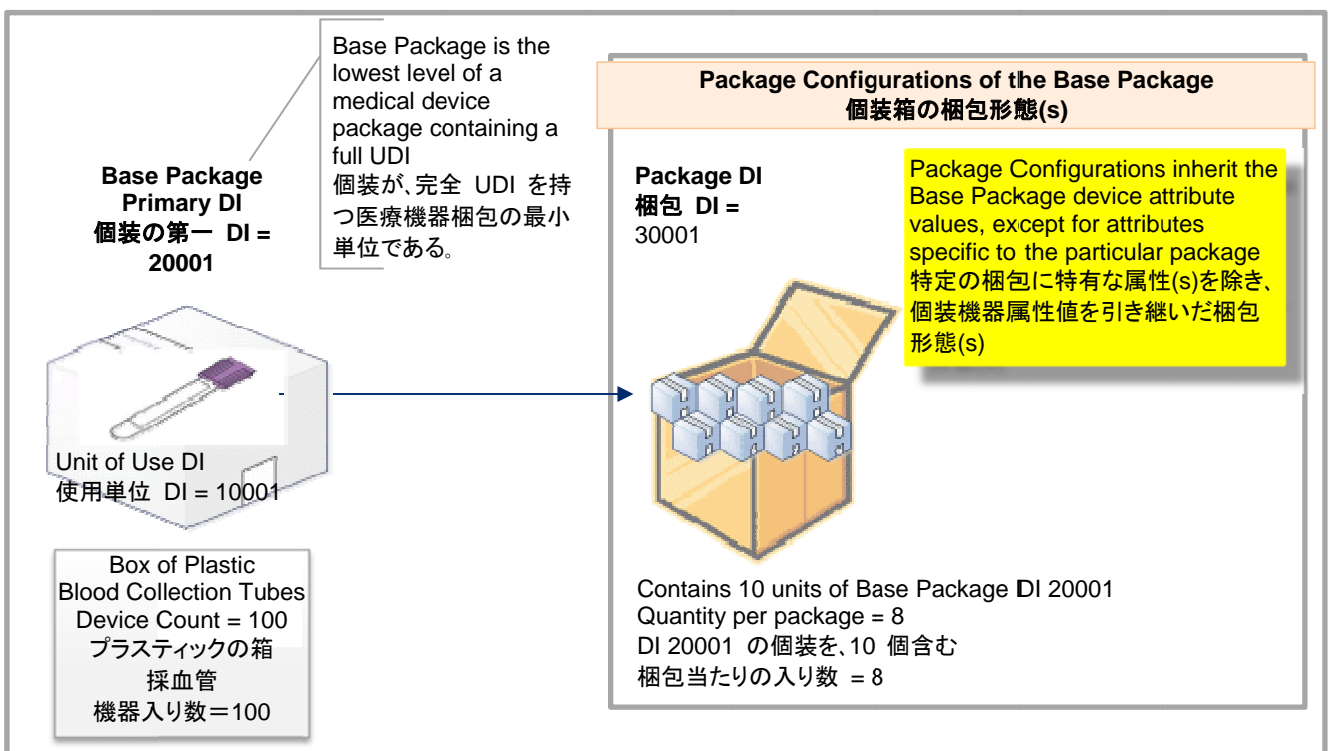 Base Package is the
lowest level of a
medical device
package containing a
full UDI
個装が、完全 UDI を持
つ医療機器梱包の最小
単位である。
Base Package
Primary DI
個装の第一 DI =
20001
Unit of Use DI
使用単位 DI = 10001
Box of Plastic
Blood Collection Tubes
Device Count = 100
プラスティックの箱
採血管
機器入り数＝100
Package Configurations of the Base Package
個装箱の梱包形態(s)
Package DI
梱包 DI =
30001
Package Configurations inherit the
Base Package device attribute
values, except for attributes
specific to the particular package
特定の梱包に特有な属性(s)を除き、
個装機器属性値を引き継いだ梱包
形態(s)
Contains 10 units of Base Package DI 20001
Quantity per package = 8
DI 20001 の個装を、10 個含む
梱包当たりの入り数 = 8